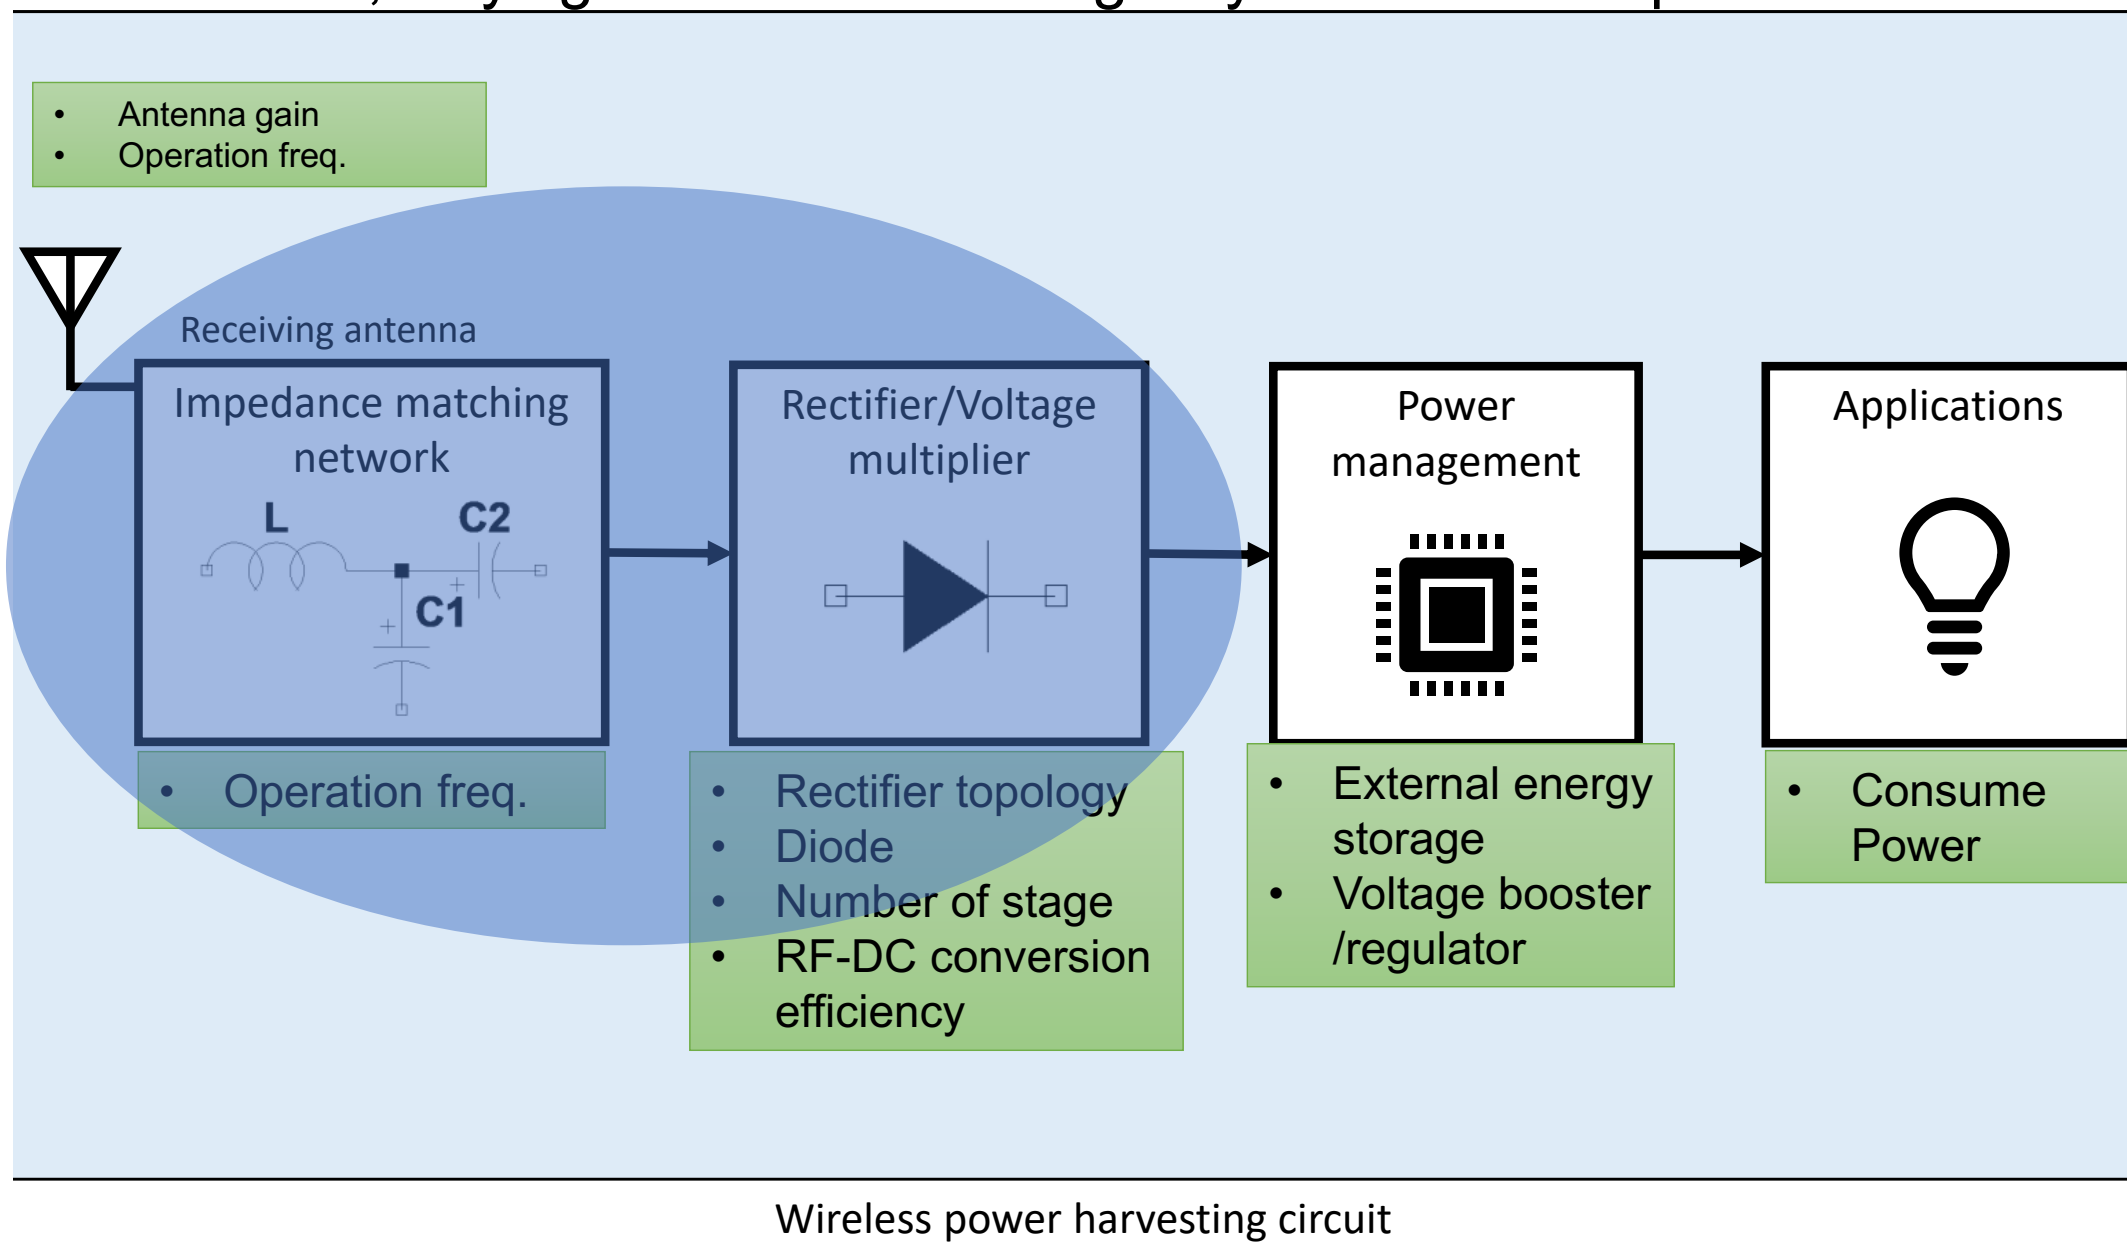 • Antenna gain
• Operation freq.
Receiving antenna
Impedance matching
network
L
C2
C1
Rectifier/Voltage
multiplier
Power
management
Applications
• Operation freq.
• Rectifier topology
• Diode
• Number of stage
• RF-DC conversion
efficiency
• External energy
storage
• Voltage booster
/regulator
• Consume
Power
Wireless power harvesting circuit